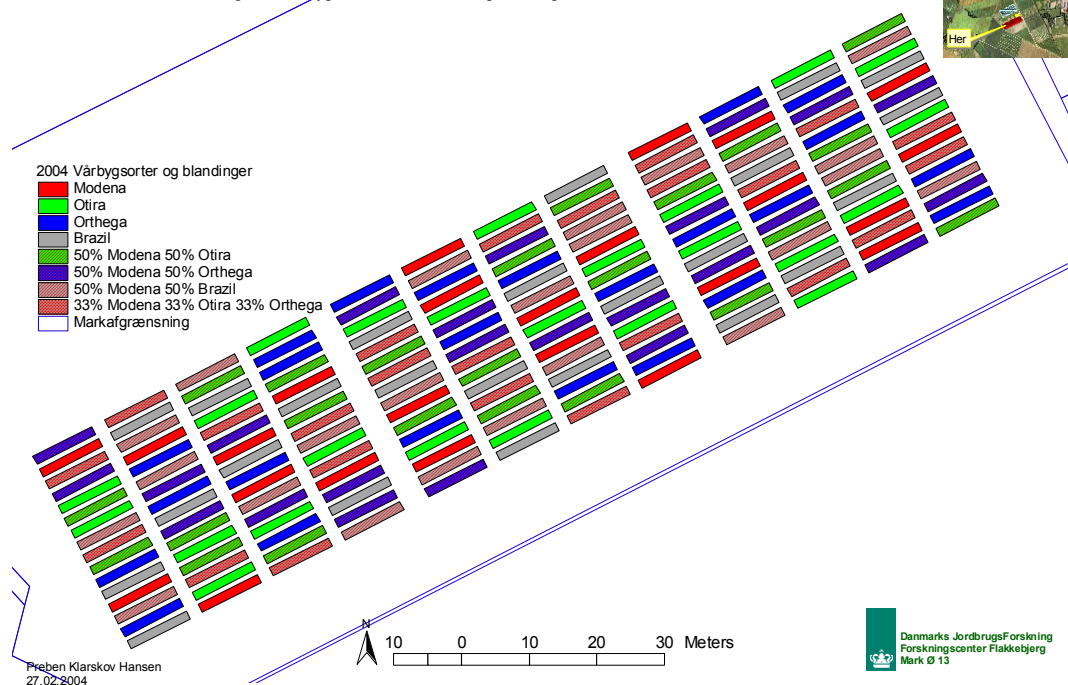 Her
2004 Vårbygsorter og blandinger
Modena
Otira
Orthega
Brazil
50% Modena 50% Otira
50% Modena 50% Orthega
50% Modena 50% Brazil
33% Modena 33% Otira 33% Orthega
Markafgrænsning
N
10 0 10 20 30 Meters
Danmarks JordbrugsForskning
Forskningscenter Flakkebjerg
Mark Ø 13
Preben Klarskov Hansen
27.02.2004